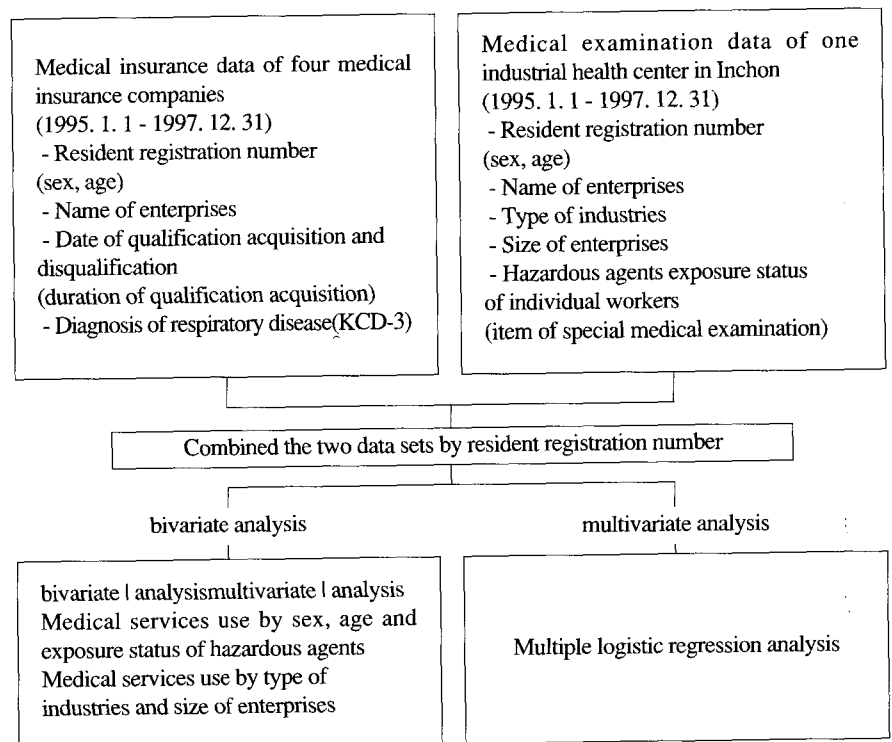 Medical insurance data of four medical
insurance companies
(1995. 1. 1 - 1997. 12. 31)
- Resident registration number
(sex, age)
- Name of enterprises
- Date of qualification acquisition and
disqualification
(duration of qualification acquisition)
- Diagnosis of respiratory disease(KCD-3)
Medical examination data of one
industrial health center in Inchon
(1995. 1. 1 - 1997. 12. 31)
- Resident registration number
(sex, age)
- Name of enterprises
- Type of industries
- Size of enterprises
- Hazardous agents exposure status
of individual workers
(item of special medical examination)
Combined the two data sets by resident registration number
bivariate analysis
multivariate analysis
bivariate l analysismultivariate l analysis
Medical services use by sex, age and
exposure status of hazardous agents
Medical services use by type of
industries and size of enterprises
Multiple logistic regression analysis